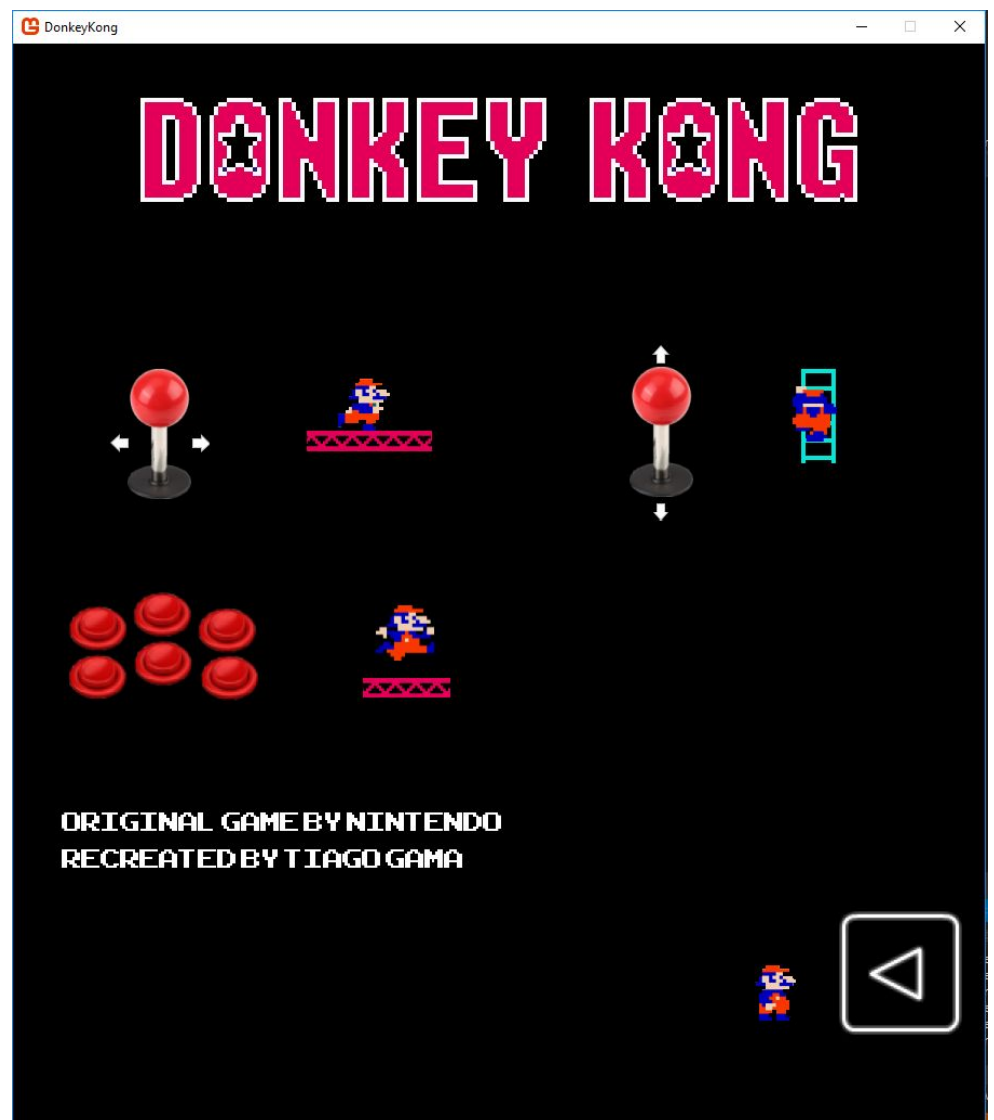 DonkeyKong
DONKEY KONG
ORIGINAL GAME BY NINTENDO
RECREATED BY TIAGO GAMA